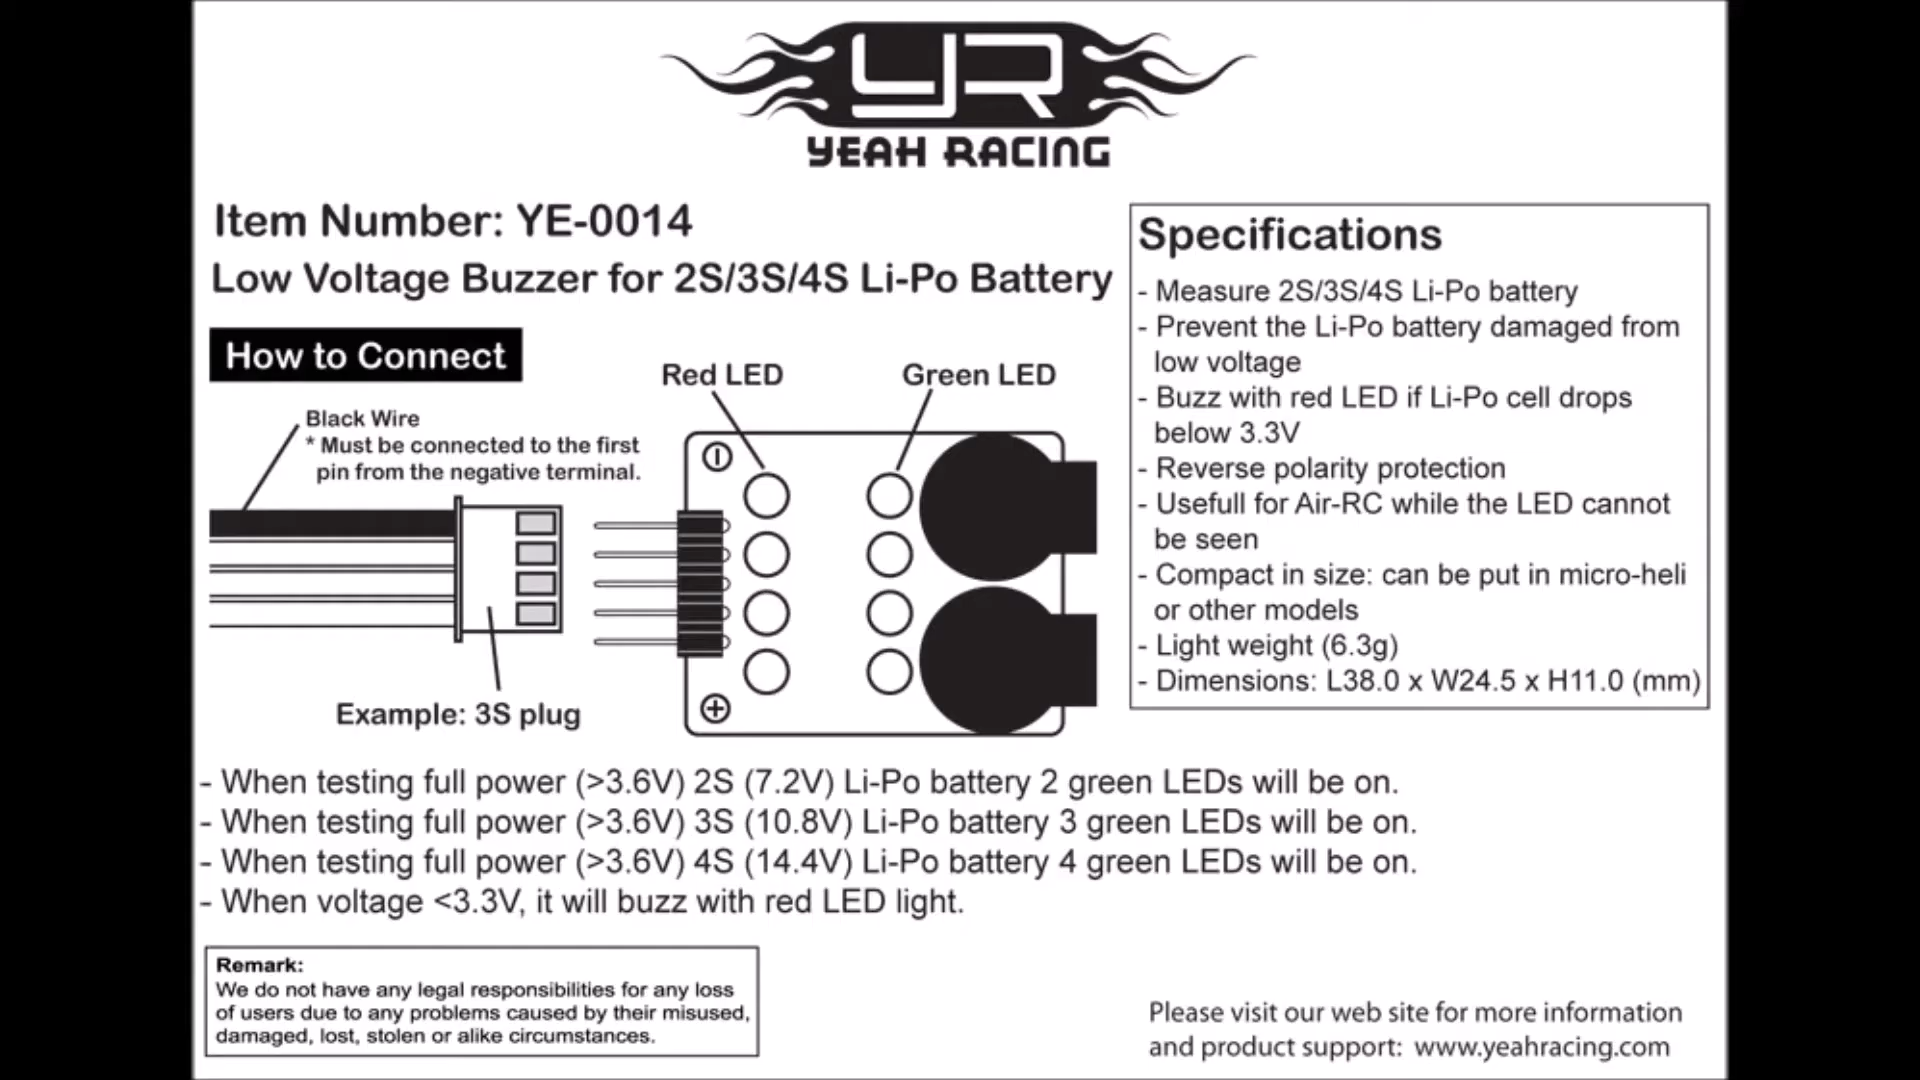 YR
YEAH RACING
Item Number: YE-0014
Low Voltage Buzzer for 2S/3S/4S Li-Po Battery
How to Connect
Black Wire
* Must be connected to the first
pin from the negative terminal.
Red LED
Green LED
Example: 3S plug
Specifications
- Measure 2S/3S/4S Li-Po battery
- Prevent the Li-Po battery damaged from
low voltage
- Buzz with red LED if Li-Po cell drops
below 3.3V
- Reverse polarity protection
- Usefull for Air-RC while the LED cannot
be seen
- Compact in size: can be put in micro-heli
or other models
- Light weight (6.3g)
- Dimensions: L38.0 x W24.5 x H11.0 (mm)
- When testing full power (>3.6V) 2S (7.2V) Li-Po battery 2 green LEDs will be on.
- When testing full power (>3.6V) 3S (10.8V) Li-Po battery 3 green LEDs will be on.
- When testing full power (>3.6V) 4S (14.4V) Li-Po battery 4 green LEDs will be on.
- When voltage <3.3V, it will buzz with red LED light.
Remark:
We do not have any legal responsibilities for any loss
of users due to any problems caused by their misused,
damaged, lost, stolen or alike circumstances.
Please visit our web site for more information
and product support: www.yeahracing.com